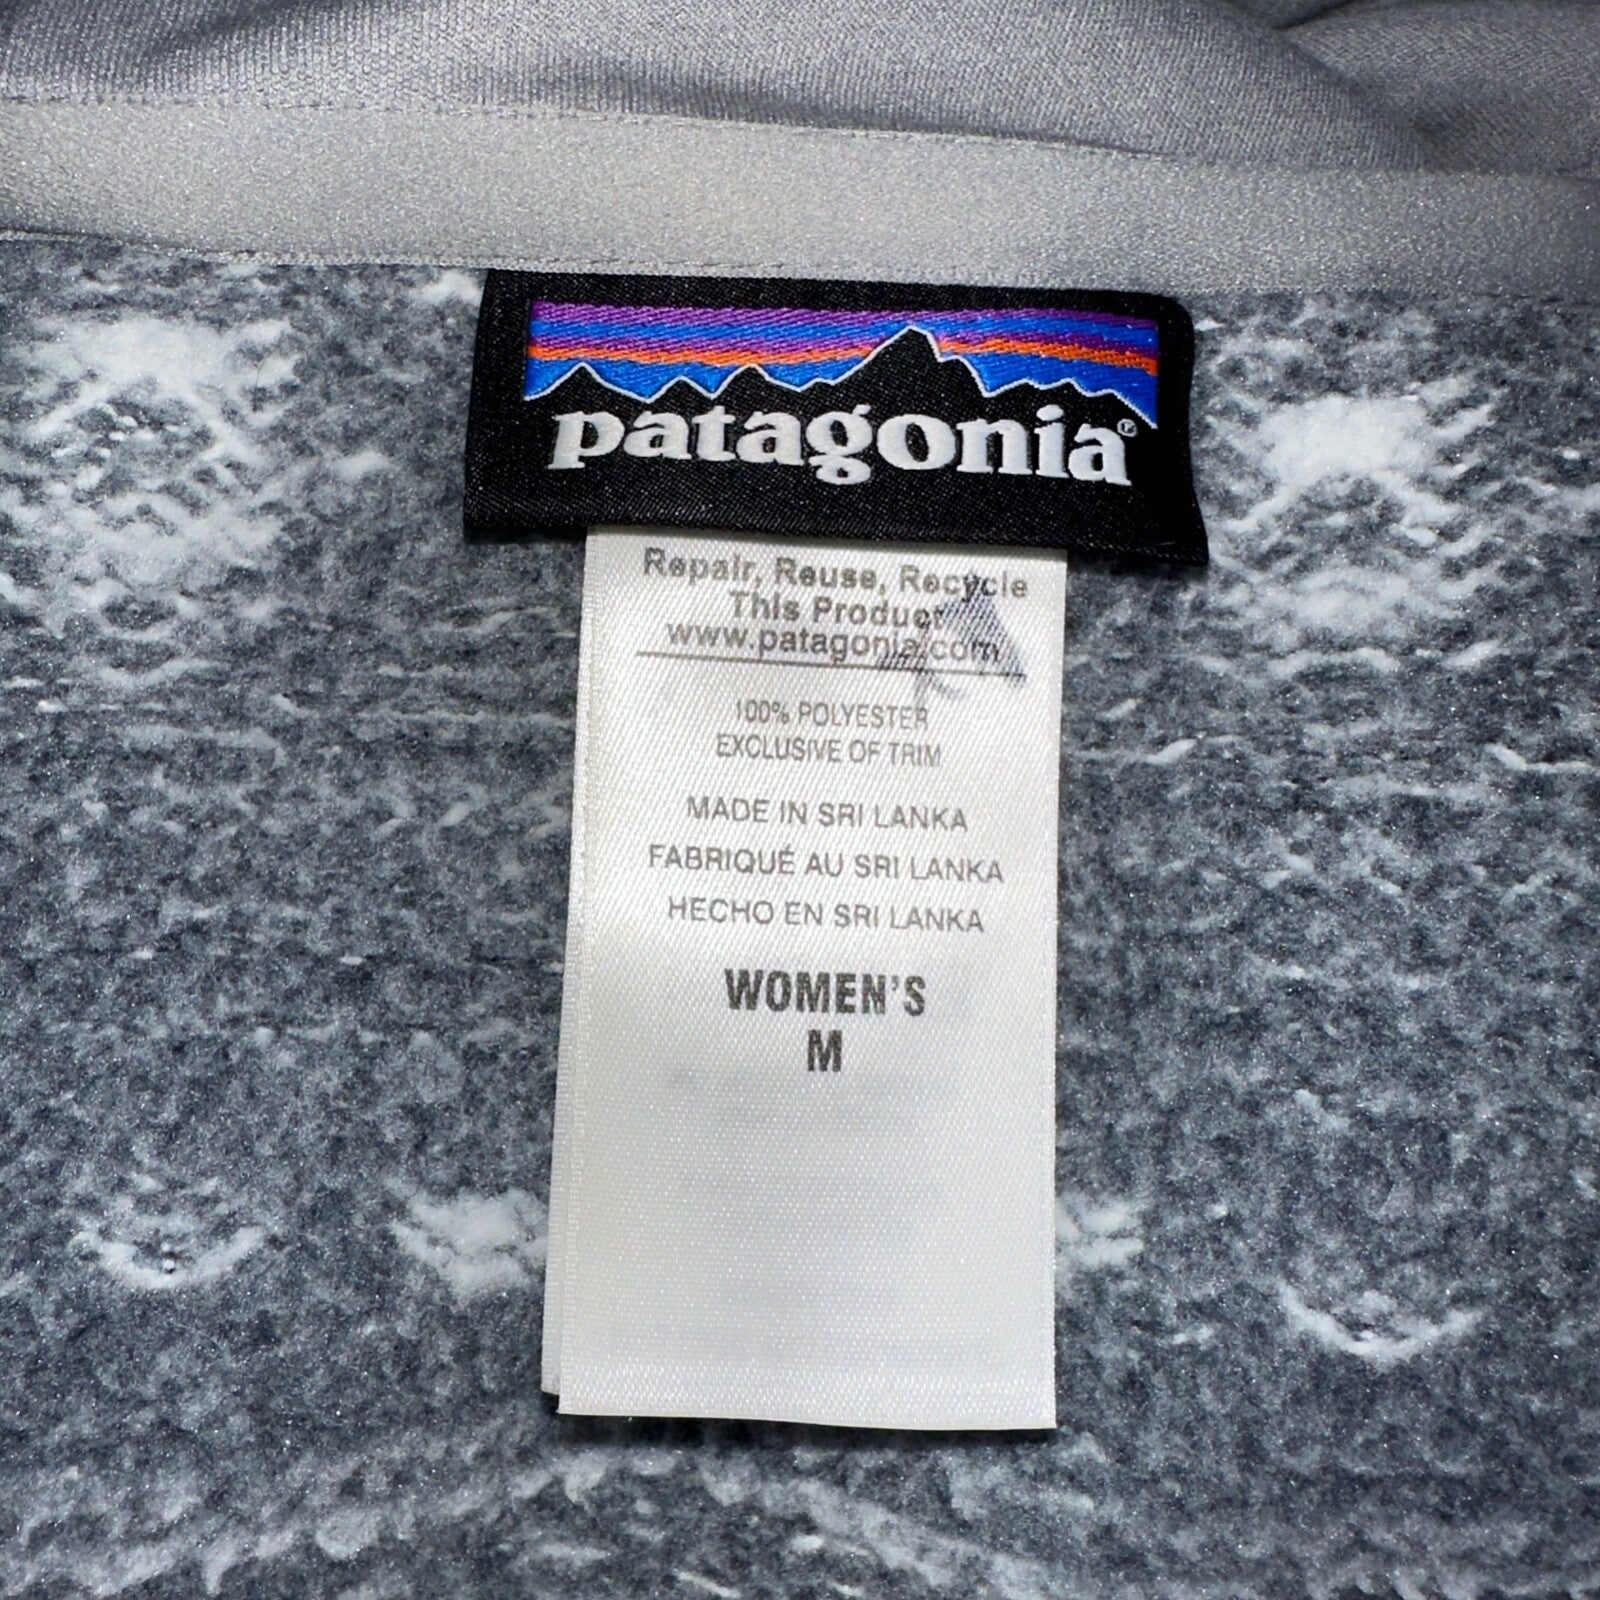 patagonia®
Repair, Reuse, Recycle
This Product
www.patagonia.com
100% POLYESTER
EXCLUSIVE OF TRIM
MADE IN SRI LANKA
FABRIQUÉ AU SRI LANKA
HECHO EN SRI LANKA
WOMEN'S
M